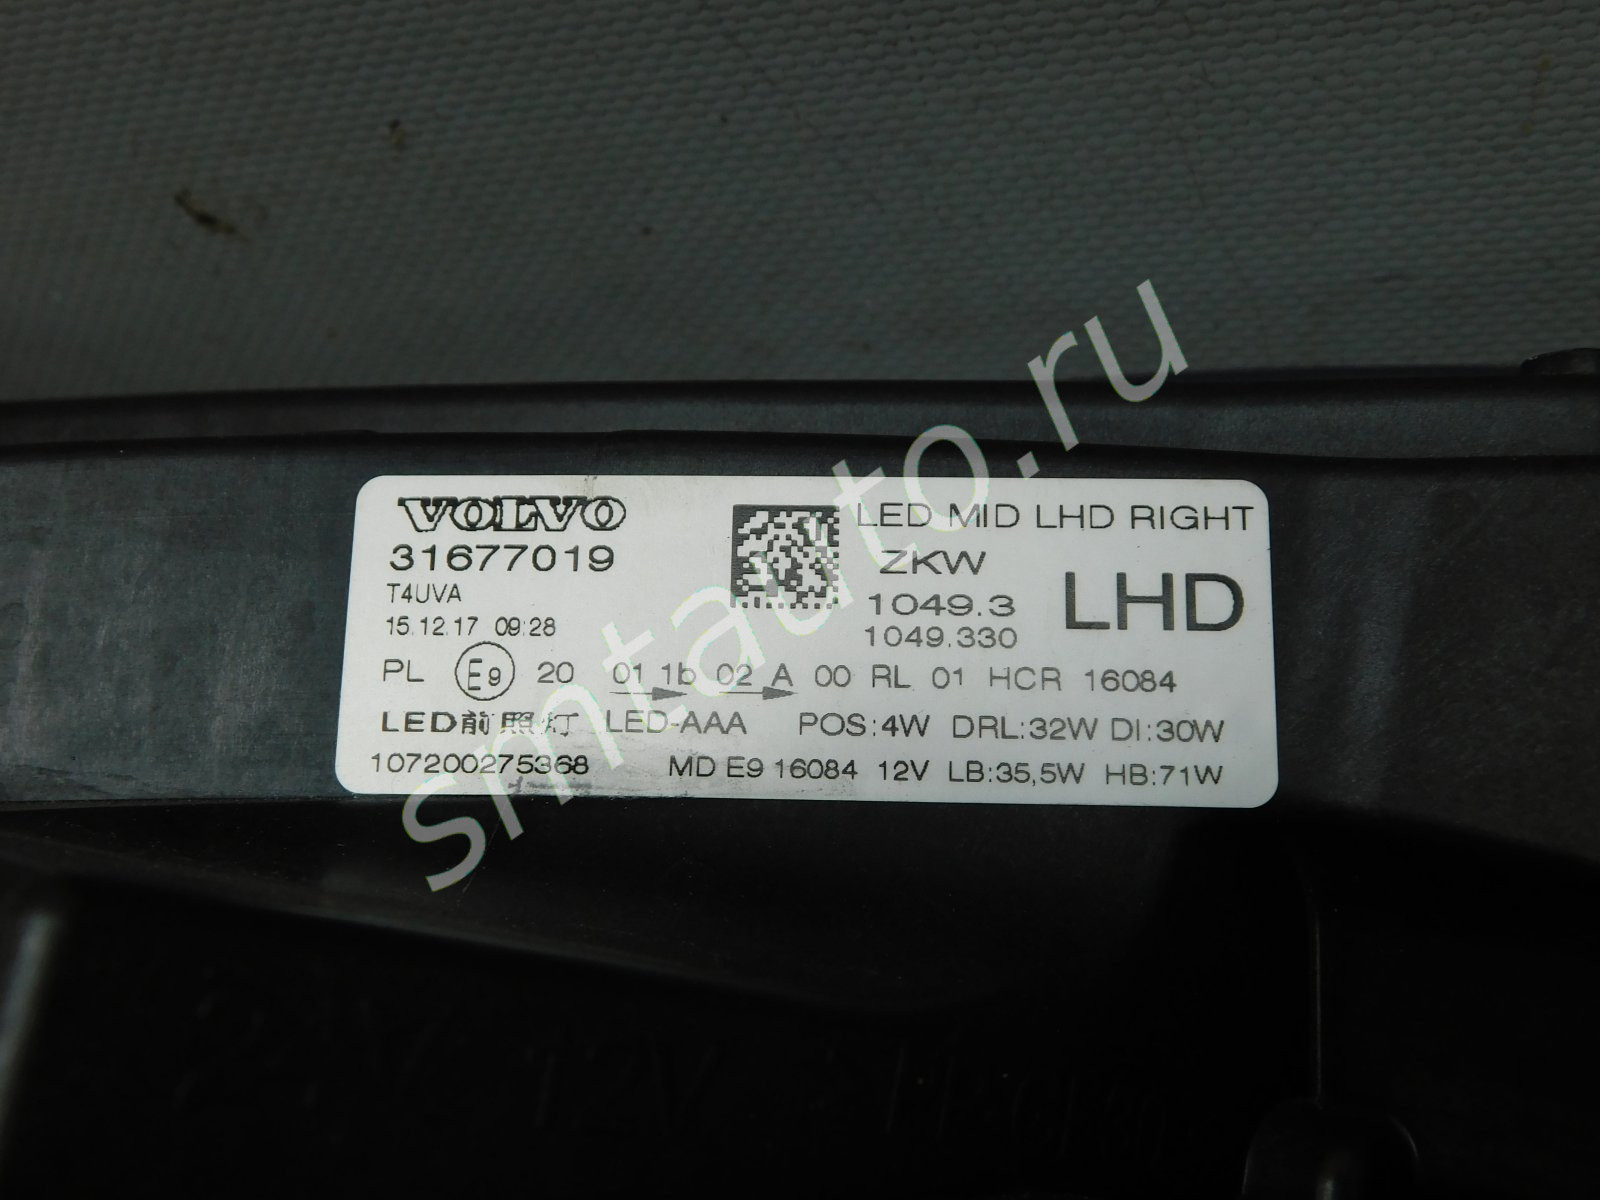 VOLVO
31677019
T4UVA
15.12.17 09:28
LED MID LHD RIGHT
ZKW
1049.3
1049.330
LHD
PL E9 20 01 1b 02 A 00 RL 01 HCR 16084
LED前照灯 LED-AAA POS:4W DRL:32W DI:30W
107200275368 MD E9 16084 12V LB:35,5W HB:71W
smtauto.ru
12V